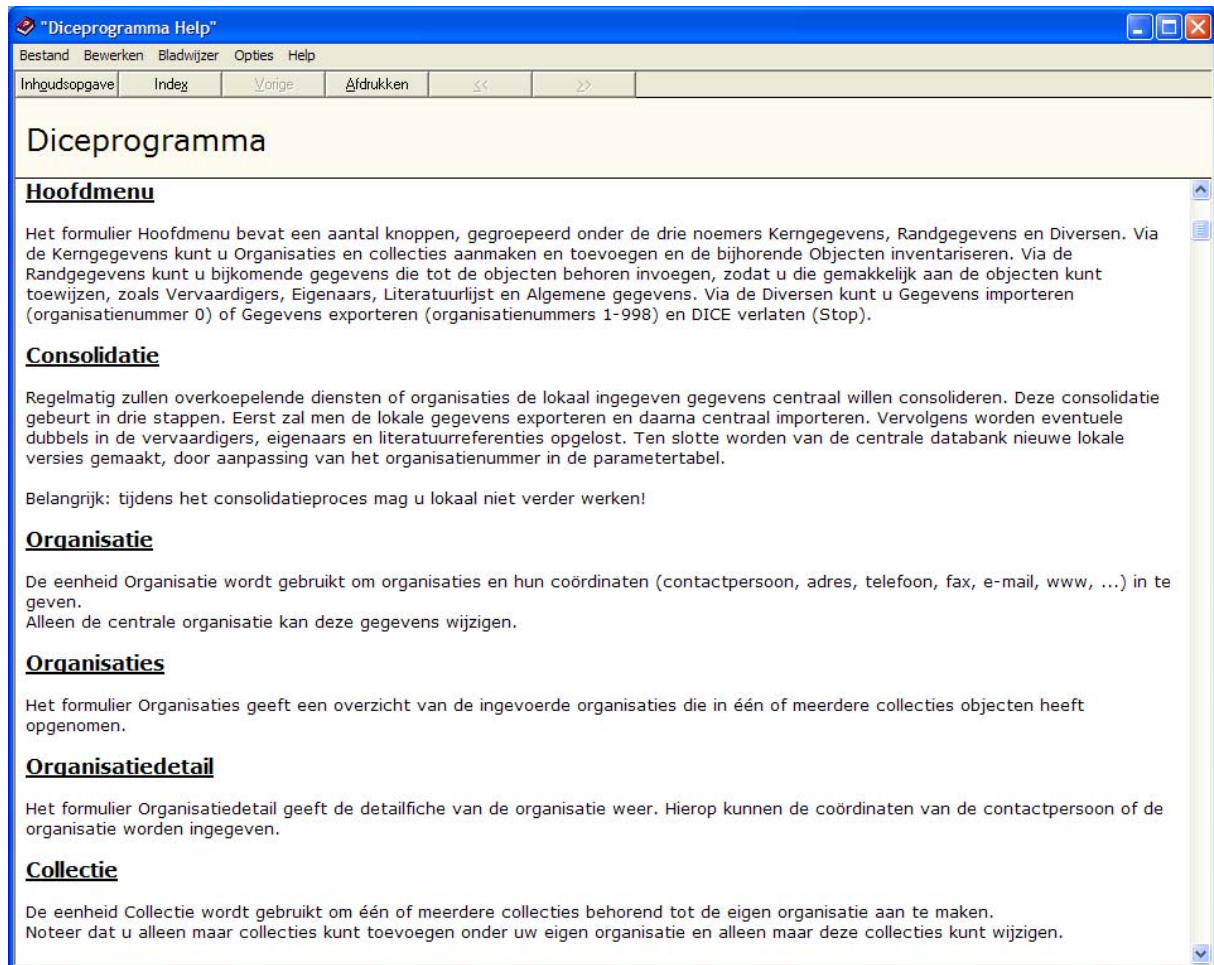 "Diceprogramma Help"
Bestand Bewerken Bladwijzer Opties Help
Inhoudsopgave Index Vorige Afdrukken << >>
Diceprogramma
Hoofdmenu
Het formulier Hoofdmenu bevat een aantal knoppen, gegroepeerd onder de drie noemers Kerngegevens, Randgegevens en Diversen. Via
de Kerngegevens kunt u Organisaties en collecties aanmaken en toevoegen en de bijhorende Objecten inventariseren. Via de
Randgegevens kunt u bijkomende gegevens die tot de objecten behoren invoegen, zodat u die gemakkelijk aan de objecten kunt
toewijzen, zoals Vervaardigers, Eigenaars, Literatuurlijst en Algemene gegevens. Via de Diversen kunt u Gegevens importeren
(organisatienummer 0) of Gegevens exporteren (organisatienummers 1-998) en DICE verlaten (Stop).
Consolidatie
Regelmatig zullen overkoepelende diensten of organisaties de lokaal ingegeven gegevens centraal willen consolideren. Deze consolidatie
gebeurt in drie stappen. Eerst zal men de lokale gegevens exporteren en daarna centraal importeren. Vervolgens worden eventuele
dubbels in de vervaardigers, eigenaars en literatuurreferenties opgelost. Ten slotte worden van de centrale databank nieuwe lokale
versies gemaakt, door aanpassing van het organisatienummer in de parametertabel.
Belangrijk: tijdens het consolidatieproces mag u lokaal niet verder werken!
Organisatie
De eenheid Organisatie wordt gebruikt om organisaties en hun coördinaten (contactpersoon, adres, telefoon, fax, e-mail, www, ...) in te
geven.
Alleen de centrale organisatie kan deze gegevens wijzigen.
Organisaties
Het formulier Organisaties geeft een overzicht van de ingevoerde organisaties die in één of meerdere collecties objecten heeft
opgenomen.
Organisatiedetail
Het formulier Organisatiedetail geeft de detailfiche van de organisatie weer. Hierop kunnen de coördinaten van de contactpersoon of de
organisatie worden ingegeven.
Collectie
De eenheid Collectie wordt gebruikt om één of meerdere collecties behorend tot de eigen organisatie aan te maken.
Noteer dat u alleen maar collecties kunt toevoegen onder uw eigen organisatie en alleen maar deze collecties kunt wijzigen.